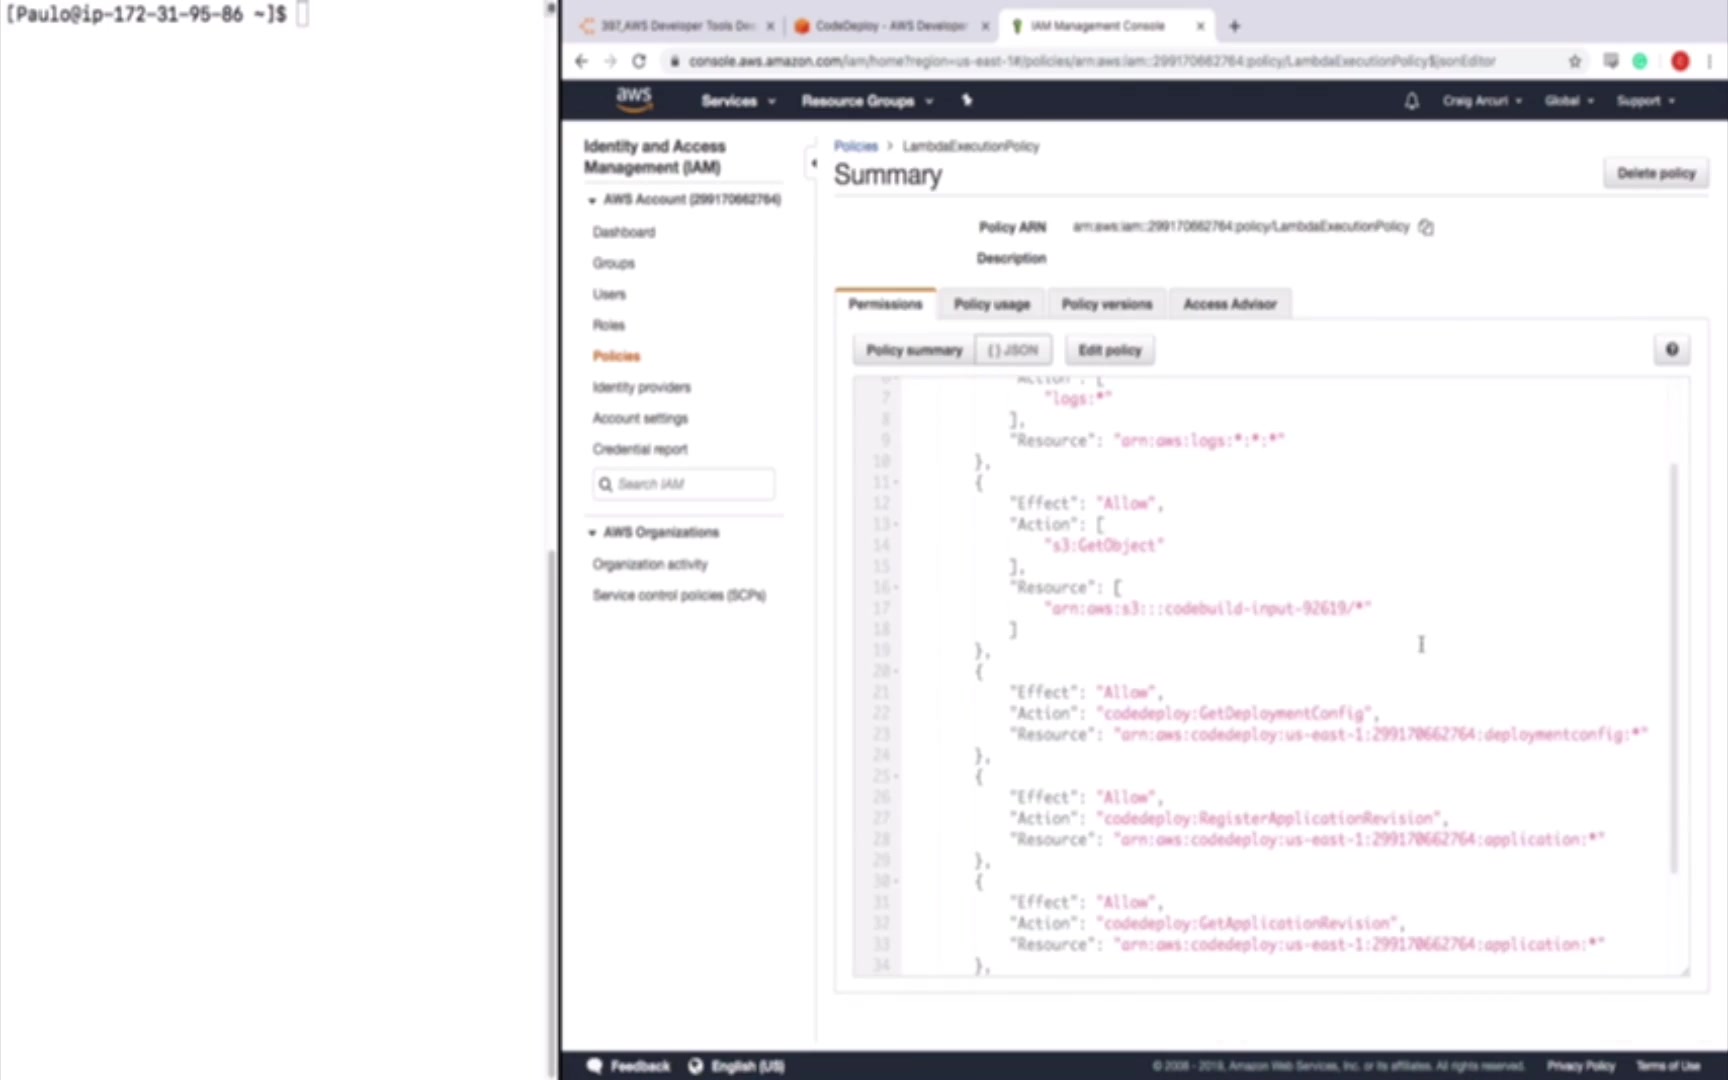 [Paulo@ip-172-31-95-86 ~]$
397_AWS Developer Tools De
CodeDeploy - AWS Developer
IAM Management Console
console.aws.amazon.com/iam/home?region=us-east-1#/policies/arn:aws:iam::299170662764:policy/LambdaExecutionPolicy$jsonEditor
aws
Services
Resource Groups
Craig Arcuri
Global
Support
Identity and Access
Management (IAM)
AWS Account (299170662764)
Dashboard
Groups
Users
Roles
Policies
Identity providers
Account settings
Credential report
Search IAM
AWS Organizations
Organization activity
Service control policies (SCPs)
Policies > LambdaExecutionPolicy
Summary
Delete policy
Policy ARN arn:aws:iam::299170662764:policy/LambdaExecutionPolicy
Description
Permissions
Policy usage
Policy versions
Access Advisor
Policy summary
{ } JSON
Edit policy
6 "Action": [
7 "logs:*"
8 ],
9 "Resource": "arn:aws:logs:*:*:*"
10 },
11 {
12 "Effect": "Allow",
13 "Action": [
14 "s3:GetObject"
15 ],
16 "Resource": [
17 "arn:aws:s3:::codebuild-input-92619/*"
18 ]
19 },
20 {
21 "Effect": "Allow",
22 "Action": "codedeploy:GetDeploymentConfig",
23 "Resource": "arn:aws:codedeploy:us-east-1:299170662764:deploymentconfig:*"
24 },
25 {
26 "Effect": "Allow",
27 "Action": "codedeploy:RegisterApplicationRevision",
28 "Resource": "arn:aws:codedeploy:us-east-1:299170662764:application:*"
29 },
30 {
31 "Effect": "Allow",
32 "Action": "codedeploy:GetApplicationRevision",
33 "Resource": "arn:aws:codedeploy:us-east-1:299170662764:application:*"
34 },
Feedback
English (US)
© 2008 - 2019, Amazon Web Services, Inc. or its affiliates. All rights reserved.
Privacy Policy
Terms of Use